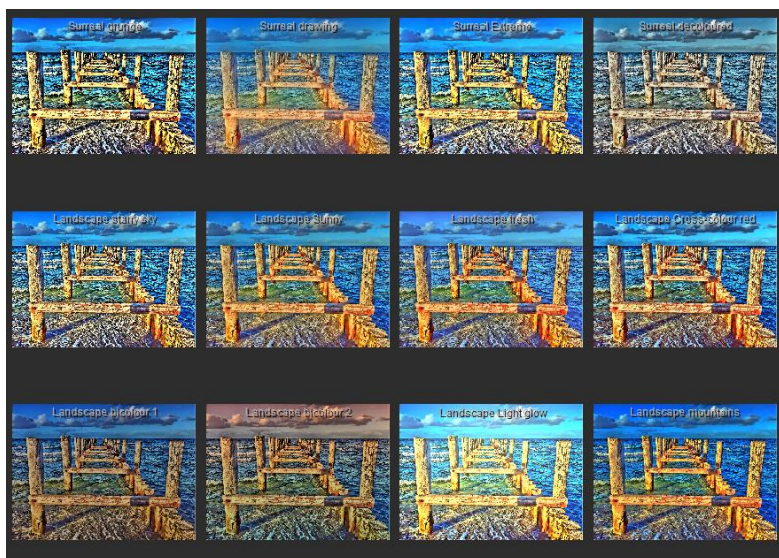 Surreal grunge
Surreal drawing
Surreal Extreme
Surreal decoloured
Landscape starry sky
Landscape Sunny
Landscape fresh
Landscape Cross-colour red
Landscape bicolour 1
Landscape bicolour 2
Landscape Light glow
Landscape mountains